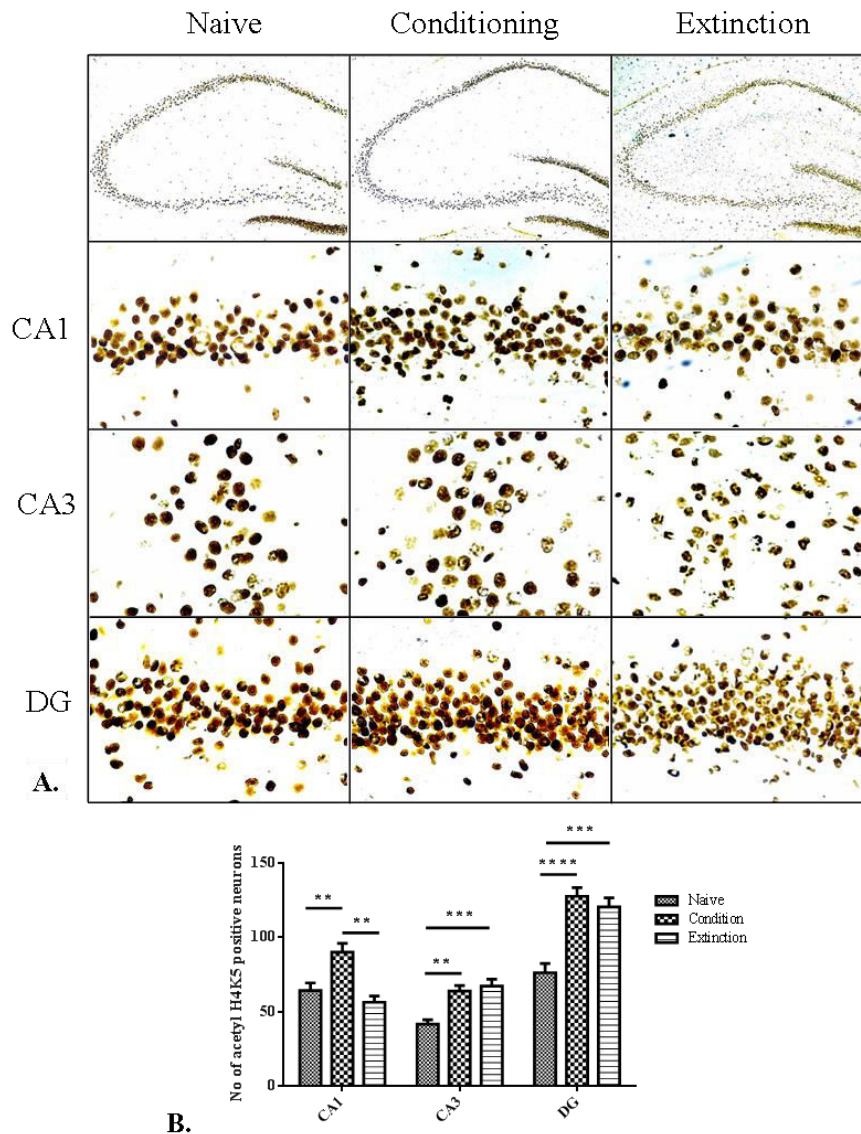 Naive Conditioning Extinction
CA1
CA3
DG
A.
No of acetyl H4K5 positive neurons
150
100
50
0
** ** ** *** **** ***
CA1 CA3 DG
Naive
Condition
Extinction
B.